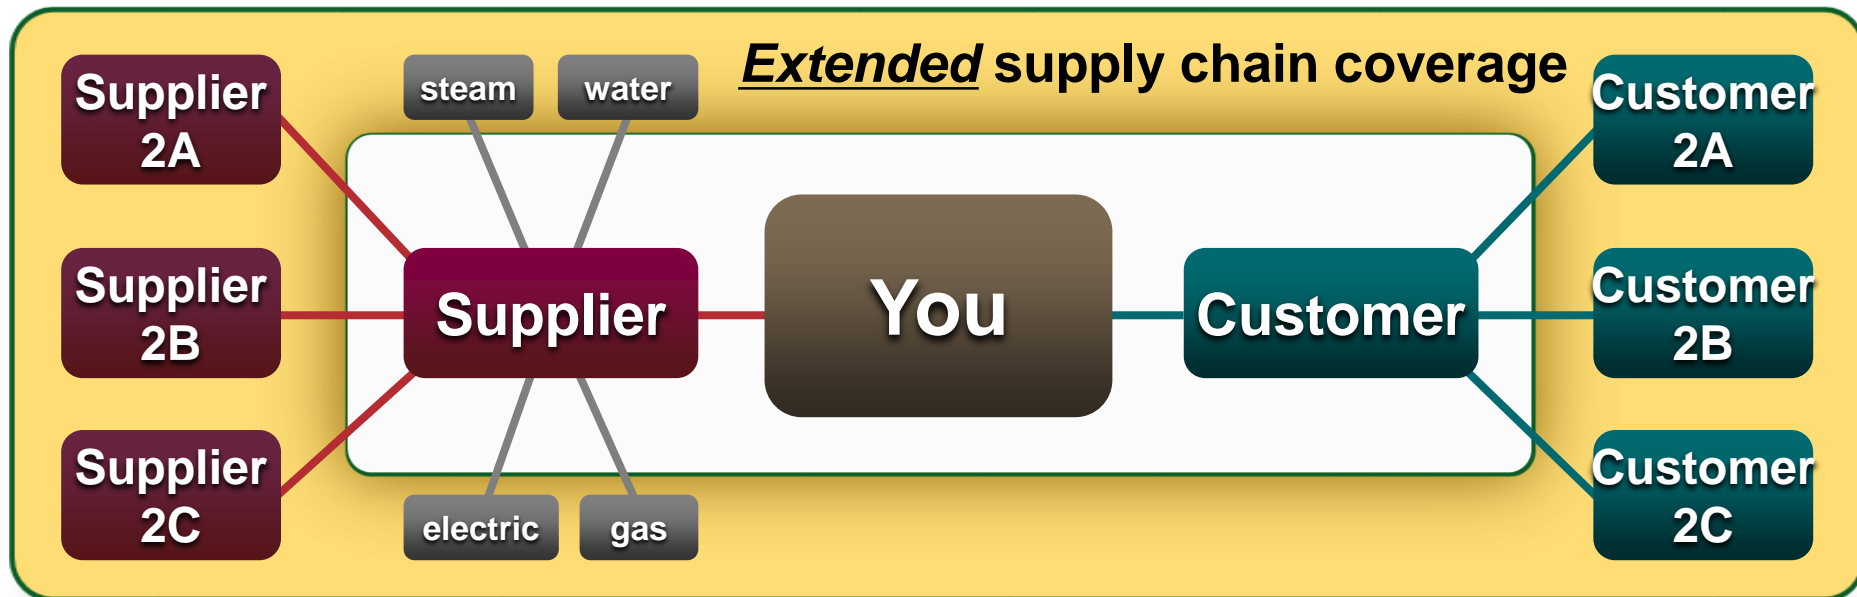 Extended supply chain coverage
Supplier
2A
steam
water
Customer
2A
Supplier
2B
Supplier
You
Customer
Customer
2B
Supplier
2C
electric
gas
Customer
2C